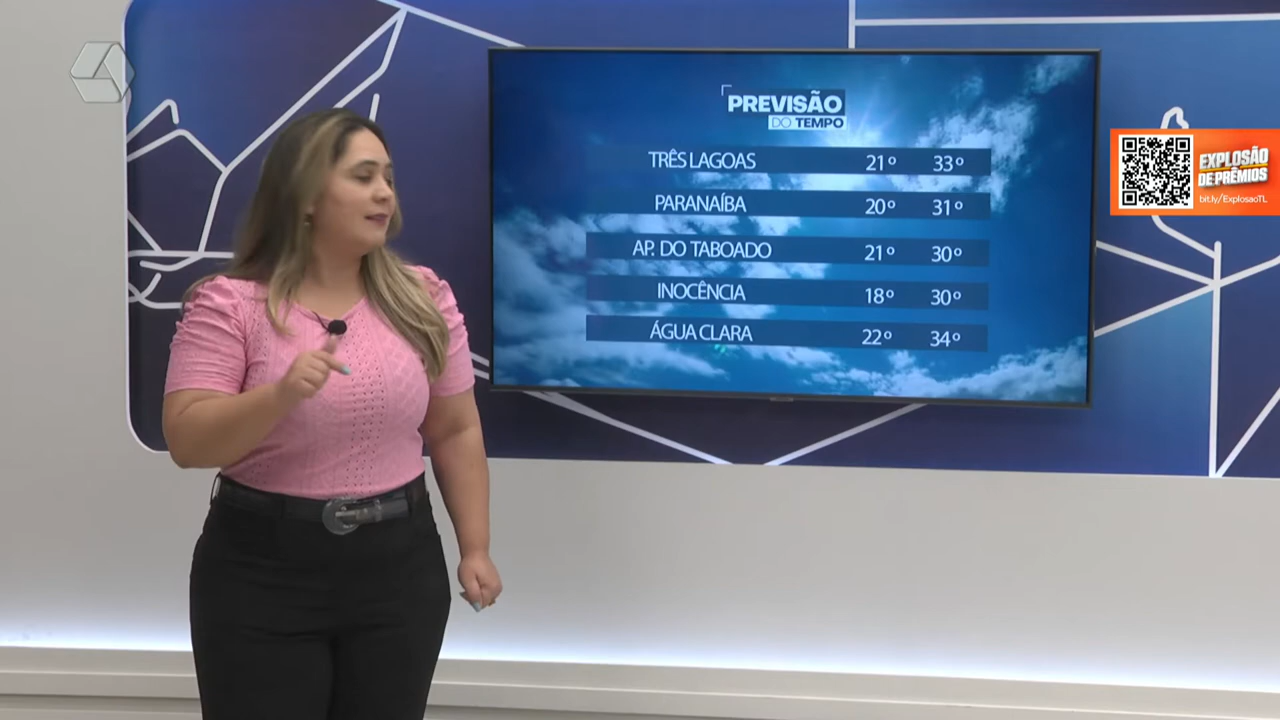 PREVISÃO
DO TEMPO
TRÊS LAGOAS 21º 33º
PARANAÍBA 20º 31º
AP. DO TABOADO 21º 30º
INOCÊNCIA 18º 30º
ÁGUA CLARA 22º 34º
EXPLOSÃO
DE PRÊMIOS
bit.ly/ExplosaoTL